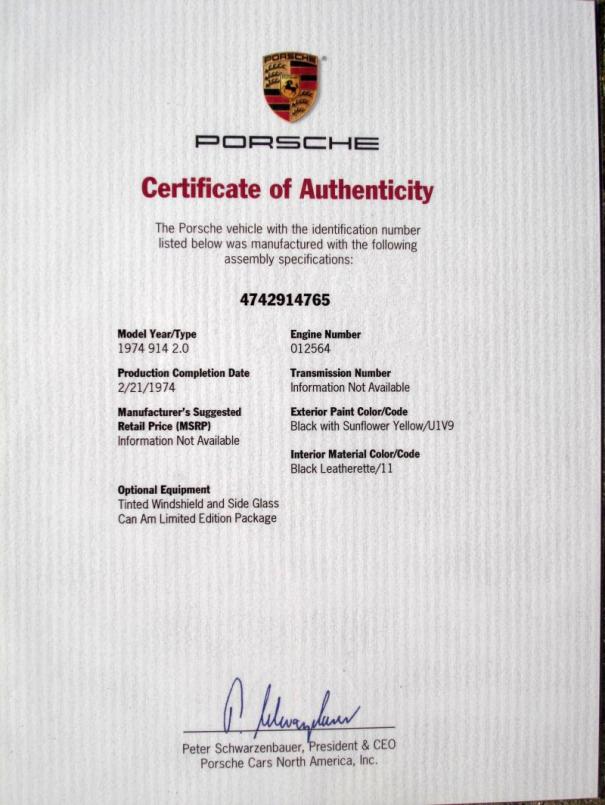 PORSCHE
PORSCHE
Certificate of Authenticity
The Porsche vehicle with the identification number
listed below was manufactured with the following
assembly specifications:
4742914765
Model Year/Type
1974 914 2.0
Engine Number
012564
Production Completion Date
2/21/1974
Transmission Number
Information Not Available
Manufacturer's Suggested
Retail Price (MSRP)
Information Not Available
Exterior Paint Color/Code
Black with Sunflower Yellow/U1V9
Interior Material Color/Code
Black Leatherette/11
Optional Equipment
Tinted Windshield and Side Glass
Can Am Limited Edition Package
P. Schwarzenbauer
Peter Schwarzenbauer, President & CEO
Porsche Cars North America, Inc.